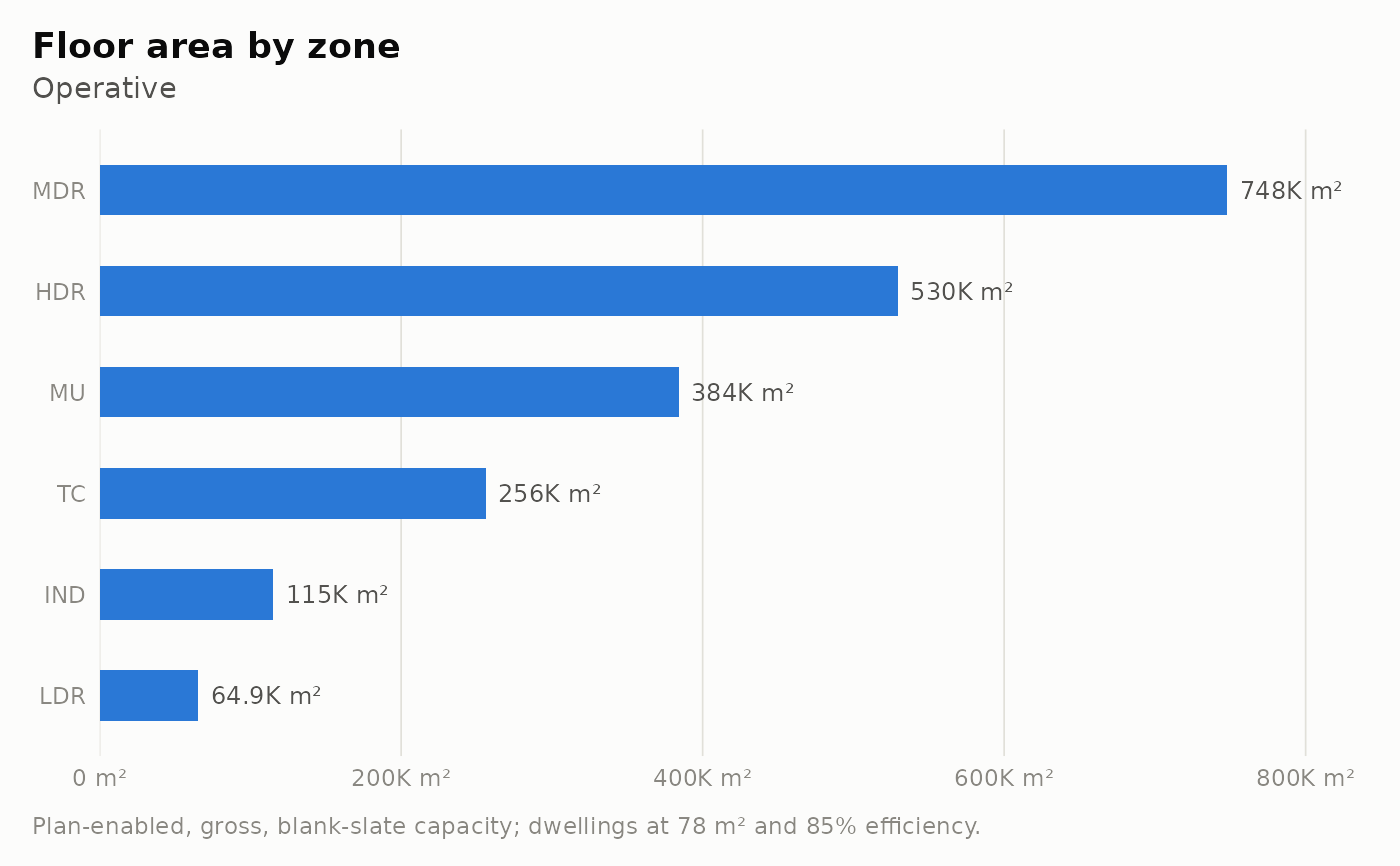 Floor area by zone
Operative
MDR 748K m²
HDR 530K m²
MU 384K m²
TC 256K m²
IND 115K m²
LDR 64.9K m²
0 m² 200K m² 400K m² 600K m² 800K m²
Plan-enabled, gross, blank-slate capacity; dwellings at 78 m² and 85% efficiency.